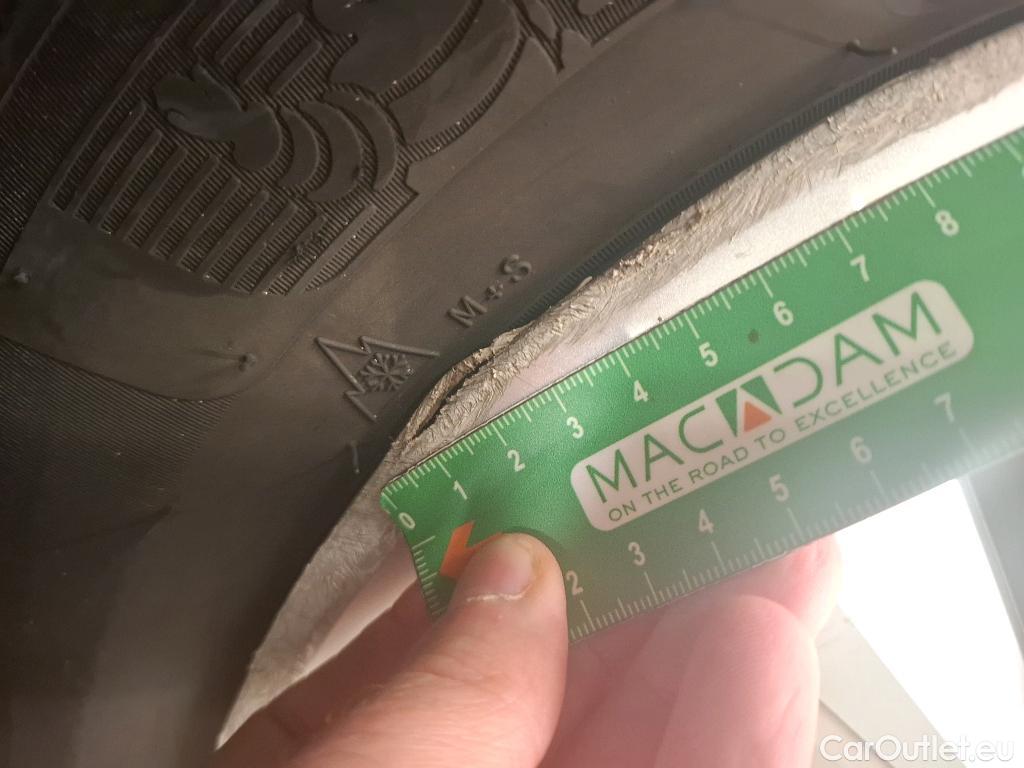 M+S
0 1 2 3 4 5 6 7 8
MACADAM
ON THE ROAD TO EXCELLENCE
2 3 4 5 6 7
CarOutlet.eu